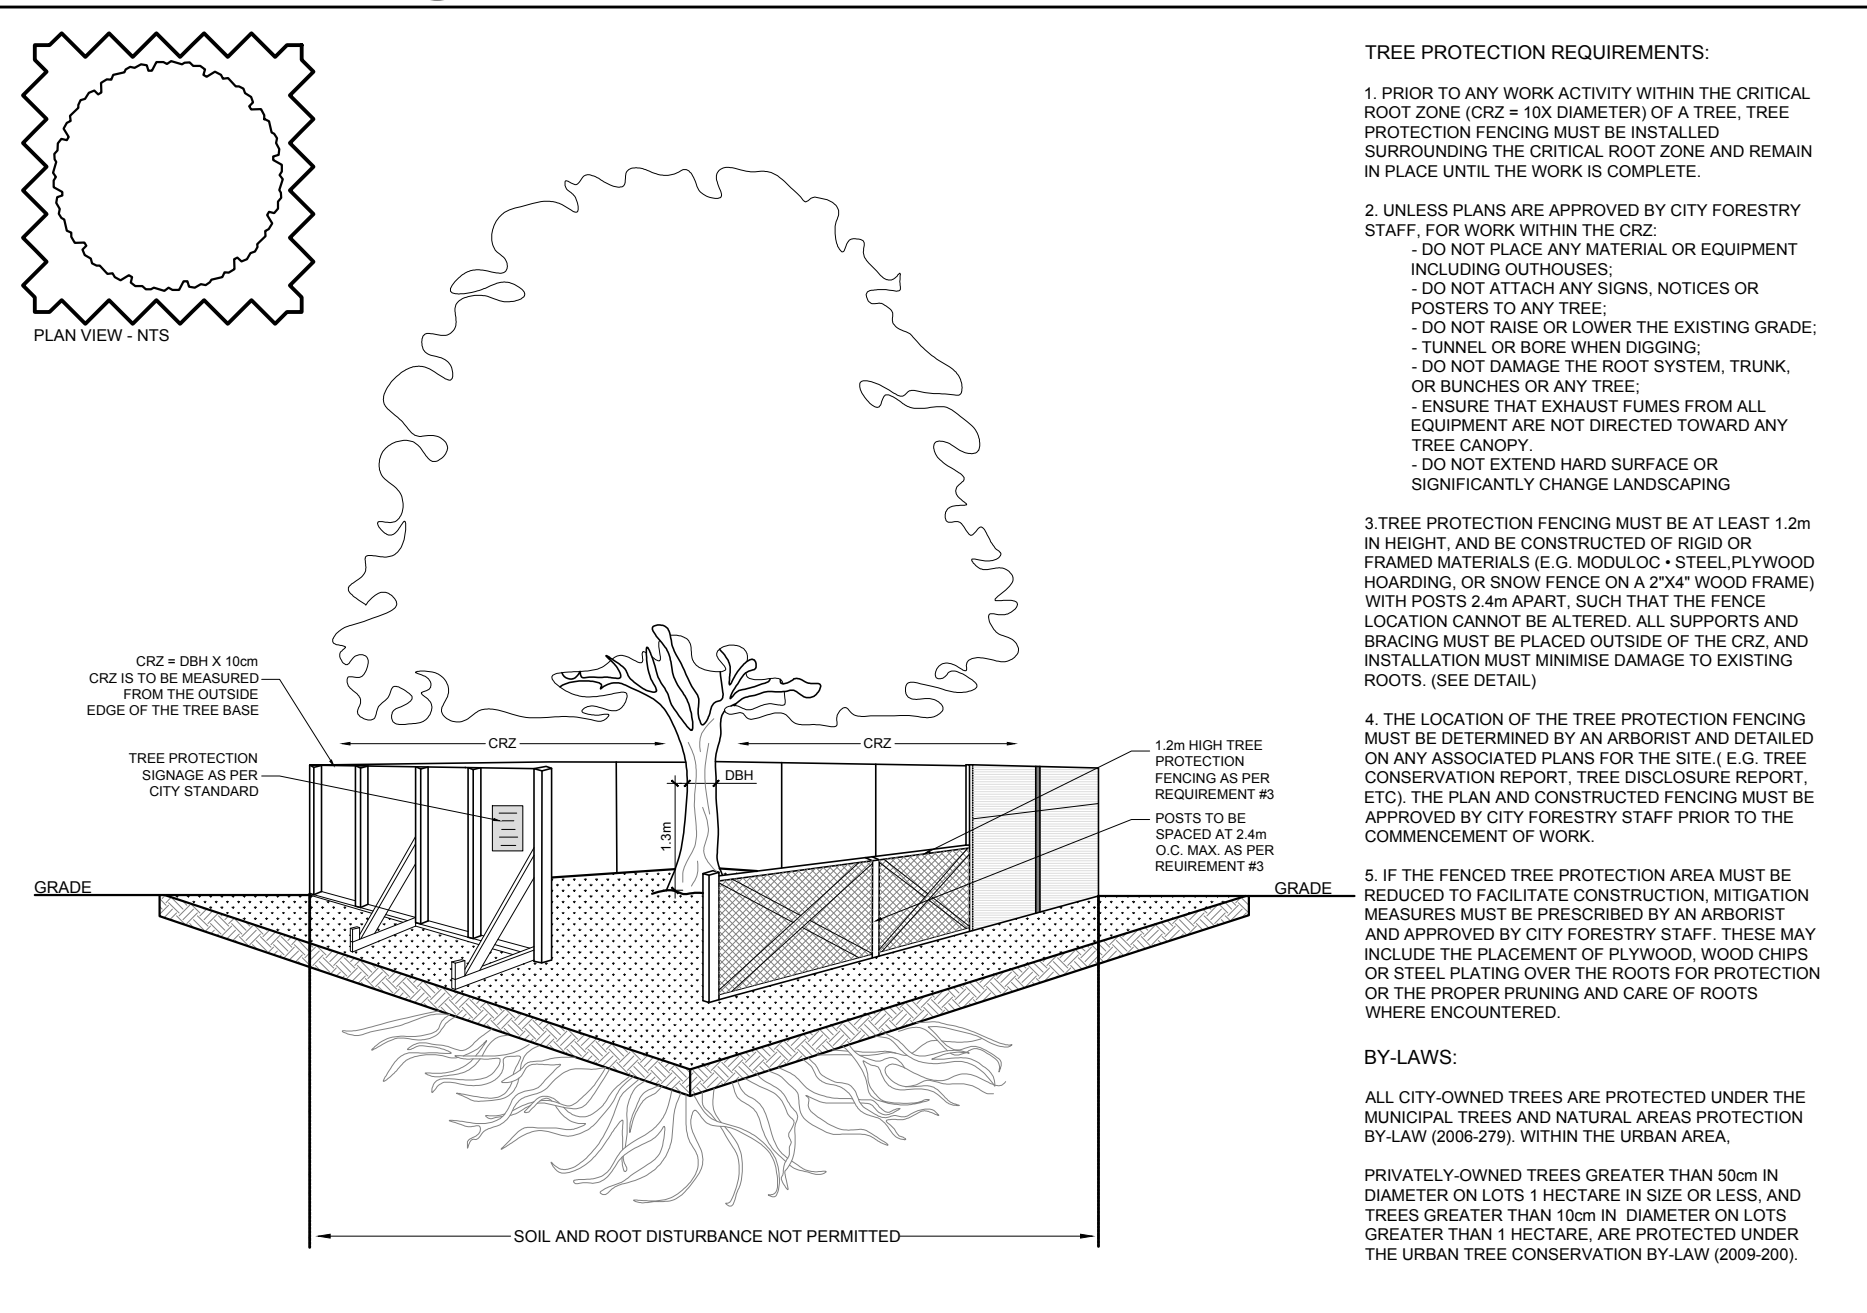 PLAN VIEW - NTS
CRZ = DBH X 10cm
CRZ IS TO BE MEASURED
FROM THE OUTSIDE
EDGE OF THE TREE BASE
TREE PROTECTION
SIGNAGE AS PER
CITY STANDARD
GRADE
CRZ
CRZ
DBH
1.3m
1.2m HIGH TREE
PROTECTION
FENCING AS PER
REQUIREMENT #3
POSTS TO BE
SPACED AT 2.4m
O.C. MAX. AS PER
REUIREMENT #3
GRADE
SOIL AND ROOT DISTURBANCE NOT PERMITTED
TREE PROTECTION REQUIREMENTS:
1. PRIOR TO ANY WORK ACTIVITY WITHIN THE CRITICAL
ROOT ZONE (CRZ = 10X DIAMETER) OF A TREE, TREE
PROTECTION FENCING MUST BE INSTALLED
SURROUNDING THE CRITICAL ROOT ZONE AND REMAIN
IN PLACE UNTIL THE WORK IS COMPLETE.
2. UNLESS PLANS ARE APPROVED BY CITY FORESTRY
STAFF, FOR WORK WITHIN THE CRZ:
- DO NOT PLACE ANY MATERIAL OR EQUIPMENT
INCLUDING OUTHOUSES;
- DO NOT ATTACH ANY SIGNS, NOTICES OR
POSTERS TO ANY TREE;
- DO NOT RAISE OR LOWER THE EXISTING GRADE;
- TUNNEL OR BORE WHEN DIGGING;
- DO NOT DAMAGE THE ROOT SYSTEM, TRUNK,
OR BUNCHES OR ANY TREE;
- ENSURE THAT EXHAUST FUMES FROM ALL
EQUIPMENT ARE NOT DIRECTED TOWARD ANY
TREE CANOPY.
- DO NOT EXTEND HARD SURFACE OR
SIGNIFICANTLY CHANGE LANDSCAPING
3.TREE PROTECTION FENCING MUST BE AT LEAST 1.2m
IN HEIGHT, AND BE CONSTRUCTED OF RIGID OR
FRAMED MATERIALS (E.G. MODULOC • STEEL,PLYWOOD
HOARDING, OR SNOW FENCE ON A 2"X4" WOOD FRAME)
WITH POSTS 2.4m APART, SUCH THAT THE FENCE
LOCATION CANNOT BE ALTERED. ALL SUPPORTS AND
BRACING MUST BE PLACED OUTSIDE OF THE CRZ, AND
INSTALLATION MUST MINIMISE DAMAGE TO EXISTING
ROOTS. (SEE DETAIL)
4. THE LOCATION OF THE TREE PROTECTION FENCING
MUST BE DETERMINED BY AN ARBORIST AND DETAILED
ON ANY ASSOCIATED PLANS FOR THE SITE.( E.G. TREE
CONSERVATION REPORT, TREE DISCLOSURE REPORT,
ETC). THE PLAN AND CONSTRUCTED FENCING MUST BE
APPROVED BY CITY FORESTRY STAFF PRIOR TO THE
COMMENCEMENT OF WORK.
5. IF THE FENCED TREE PROTECTION AREA MUST BE
REDUCED TO FACILITATE CONSTRUCTION, MITIGATION
MEASURES MUST BE PRESCRIBED BY AN ARBORIST
AND APPROVED BY CITY FORESTRY STAFF. THESE MAY
INCLUDE THE PLACEMENT OF PLYWOOD, WOOD CHIPS
OR STEEL PLATING OVER THE ROOTS FOR PROTECTION
OR THE PROPER PRUNING AND CARE OF ROOTS
WHERE ENCOUNTERED.
BY-LAWS:
ALL CITY-OWNED TREES ARE PROTECTED UNDER THE
MUNICIPAL TREES AND NATURAL AREAS PROTECTION
BY-LAW (2006-279). WITHIN THE URBAN AREA,
PRIVATELY-OWNED TREES GREATER THAN 50cm IN
DIAMETER ON LOTS 1 HECTARE IN SIZE OR LESS, AND
TREES GREATER THAN 10cm IN DIAMETER ON LOTS
GREATER THAN 1 HECTARE, ARE PROTECTED UNDER
THE URBAN TREE CONSERVATION BY-LAW (2009-200).